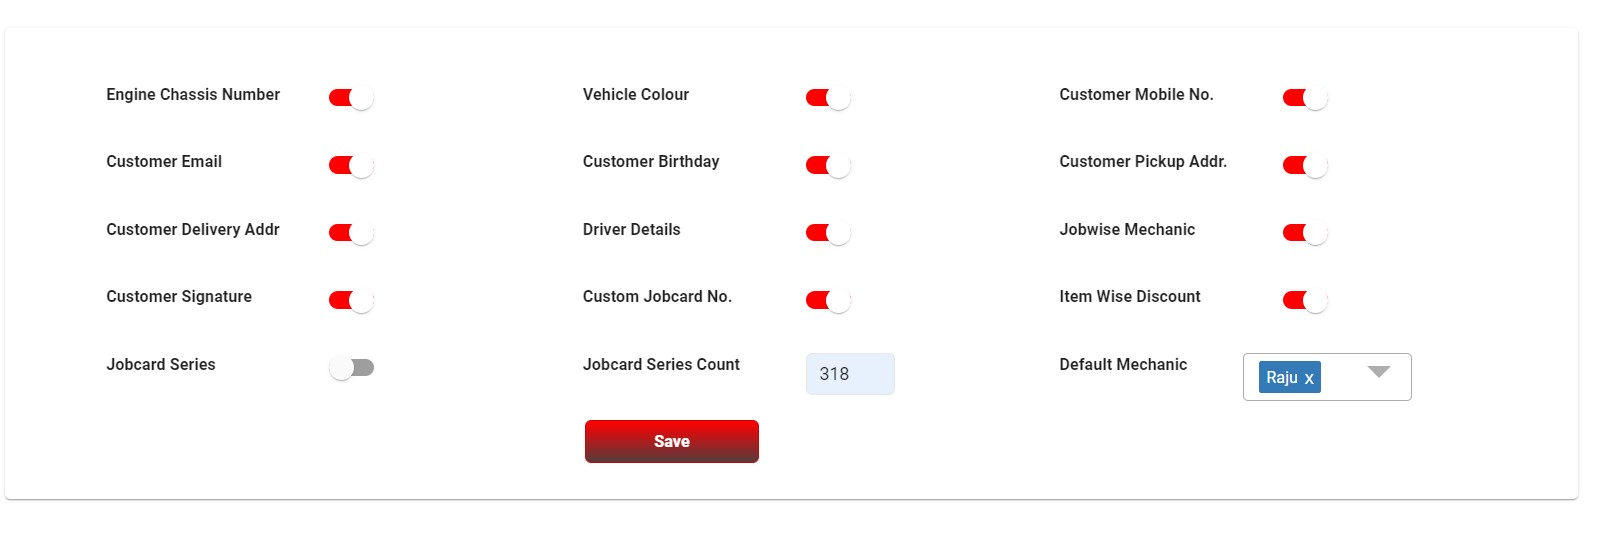 Engine Chassis Number
Vehicle Colour
Customer Mobile No.
Customer Email
Customer Birthday
Customer Pickup Addr.
Customer Delivery Addr
Driver Details
Jobwise Mechanic
Customer Signature
Custom Jobcard No.
Item Wise Discount
Jobcard Series
Jobcard Series Count
318
Default Mechanic
Raju x
Save